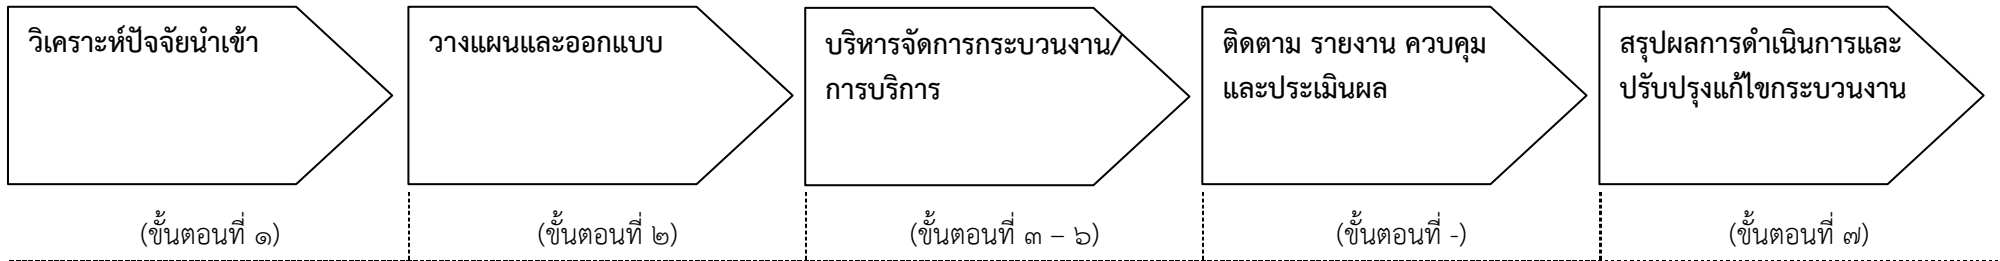 วิเคราะห์ปัจจัยนำเข้า
วางแผนและออกแบบ
บริหารจัดการกระบวนงาน/
การบริการ
ติดตาม รายงาน ควบคุม
และประเมินผล
สรุปผลการดำเนินการและ
ปรับปรุงแก้ไขกระบวนงาน
(ขั้นตอนที่ ๑)
(ขั้นตอนที่ ๒)
(ขั้นตอนที่ ๓ – ๖)
(ขั้นตอนที่ -)
(ขั้นตอนที่ ๗)